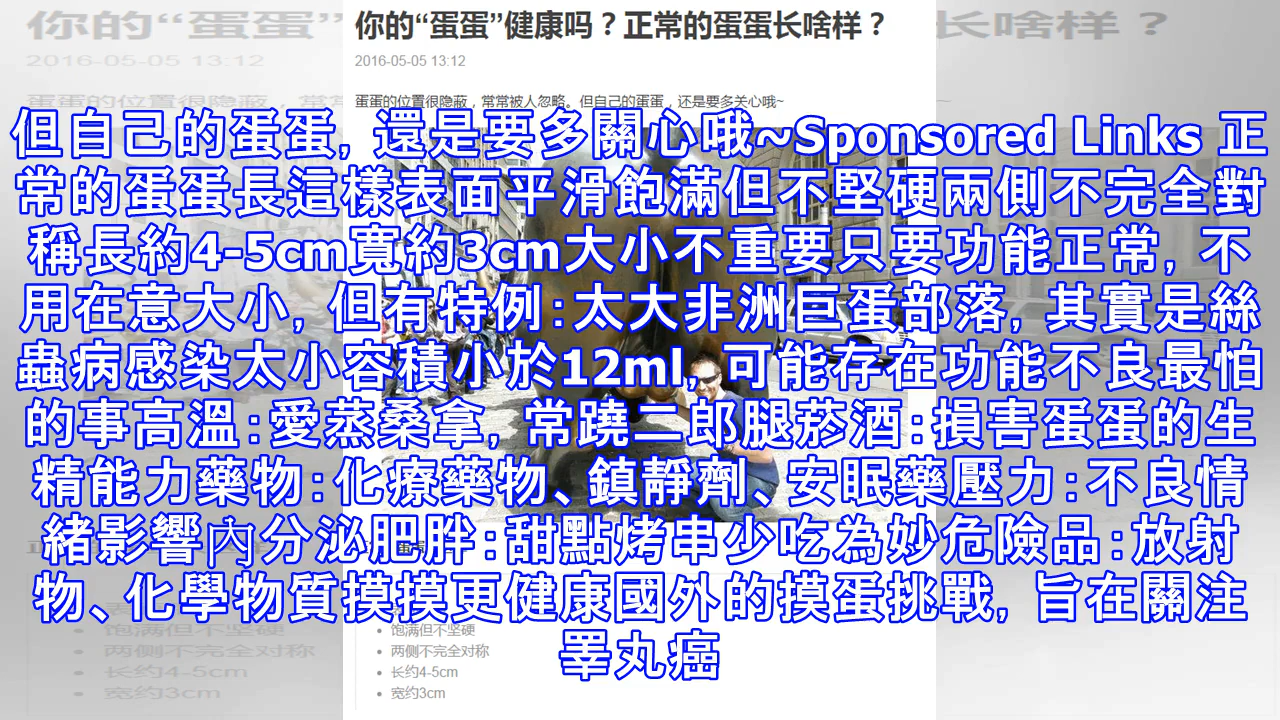 你的“蛋蛋”健康吗？正常的蛋蛋长啥样？
2016-05-05 13:12
蛋蛋的位置很隐蔽，常常被人忽略。但自己的蛋蛋，还是要多关心哦~
但自己的蛋蛋, 還是要多關心哦~Sponsored Links 正
常的蛋蛋長這樣表面平滑飽滿但不堅硬兩側不完全對
稱長約4-5cm寬約3cm大小不重要只要功能正常, 不
用在意大小, 但有特例:太大非洲巨蛋部落, 其實是絲
蟲病感染太小容積小於12ml, 可能存在功能不良最怕
的事高溫:愛蒸桑拿, 常蹺二郎腿菸酒:損害蛋蛋的生
精能力藥物:化療藥物、鎮靜劑、安眠藥壓力:不良情
緒影響內分泌肥胖:甜點烤串少吃為妙危險品:放射
物、化學物質摸摸更健康國外的摸蛋挑戰, 旨在關注
睪丸癌
饱满但不坚硬
两侧不完全对称
长约4-5cm
宽约3cm